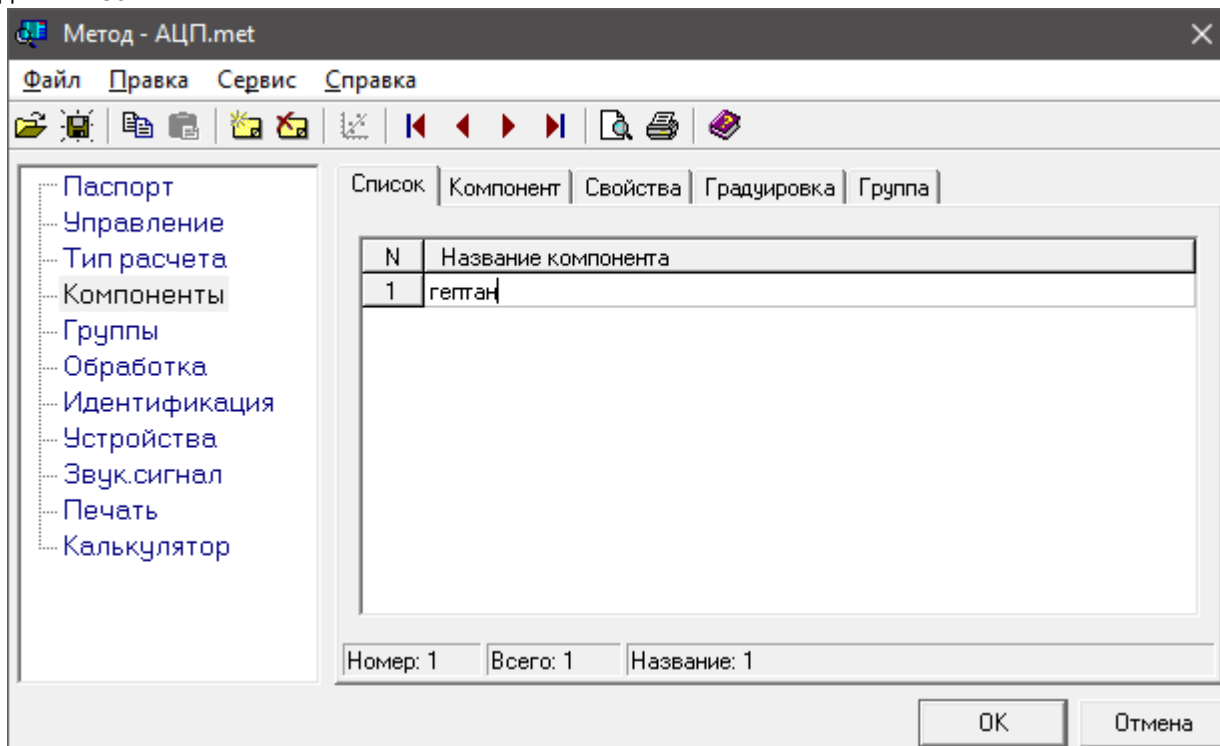 Метод - АЦП.met
Файл Правка Сервис Справка
Паспорт
Управление
Тип расчета
Компоненты
Группы
Обработка
Идентификация
Устройства
Звук.сигнал
Печать
Калькулятор
Список Компонент Свойства Градуировка Группа
N Название компонента
1 гептан
Номер: 1 Всего: 1 Название: 1
OK Отмена